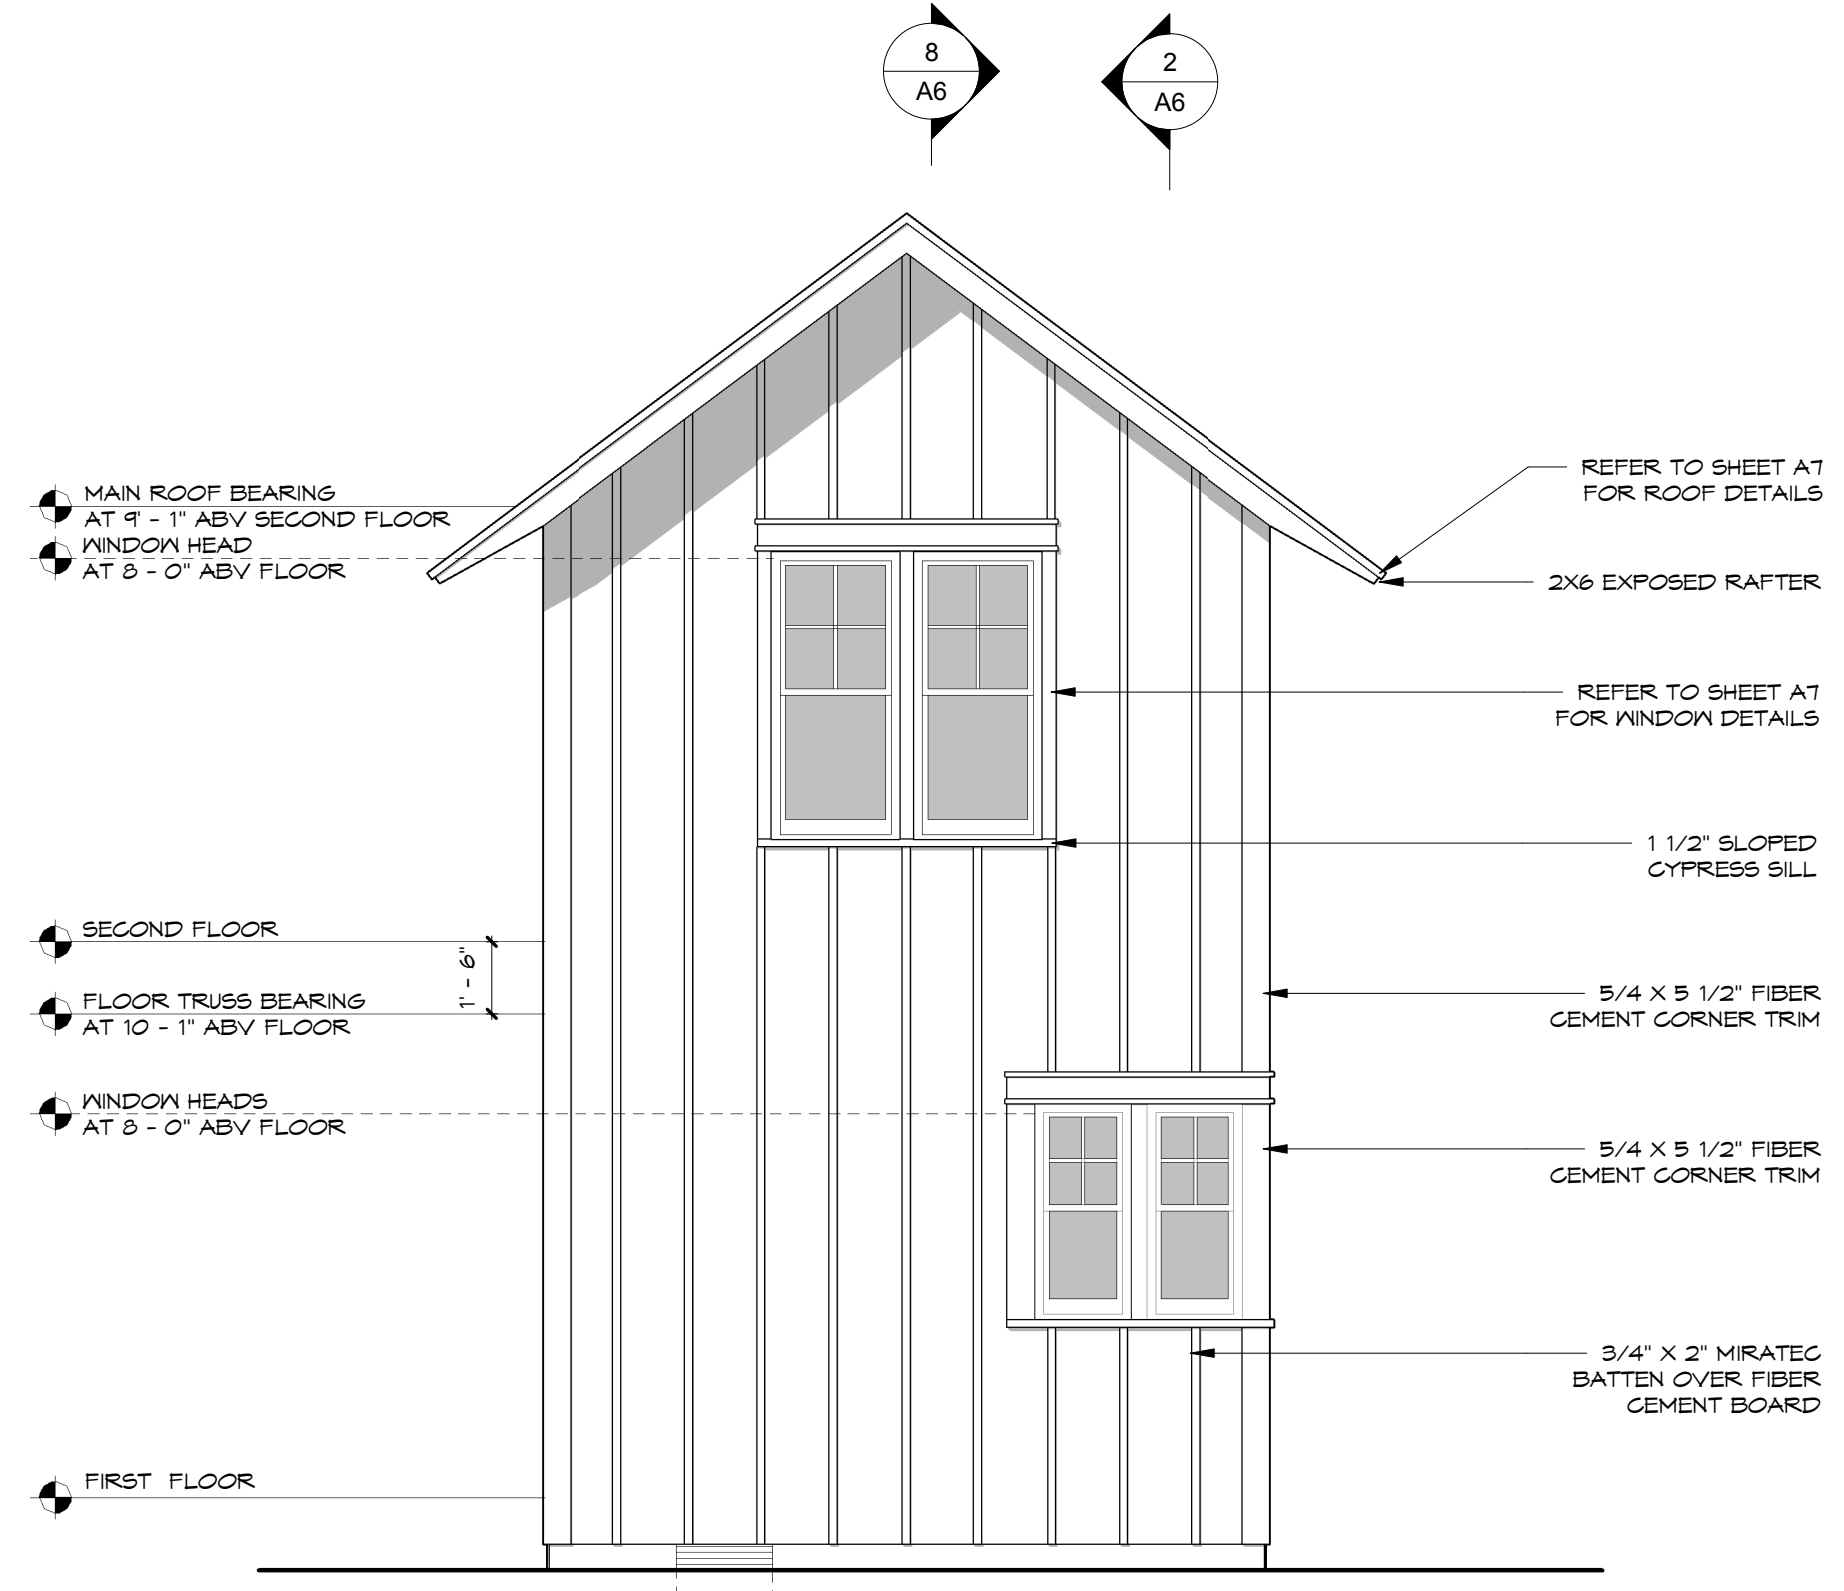 8
A6
2
A6
MAIN ROOF BEARING
AT 9' - 1" ABV SECOND FLOOR
WINDOW HEAD
AT 8 - 0" ABV FLOOR
SECOND FLOOR
1' - 6"
FLOOR TRUSS BEARING
AT 10 - 1" ABV FLOOR
WINDOW HEADS
AT 8 - 0" ABV FLOOR
FIRST FLOOR
REFER TO SHEET A7
FOR ROOF DETAILS
2X6 EXPOSED RAFTER
REFER TO SHEET A7
FOR WINDOW DETAILS
1 1/2" SLOPED
CYPRESS SILL
5/4 X 5 1/2" FIBER
CEMENT CORNER TRIM
5/4 X 5 1/2" FIBER
CEMENT CORNER TRIM
3/4" X 2" MIRATEC
BATTEN OVER FIBER
CEMENT BOARD